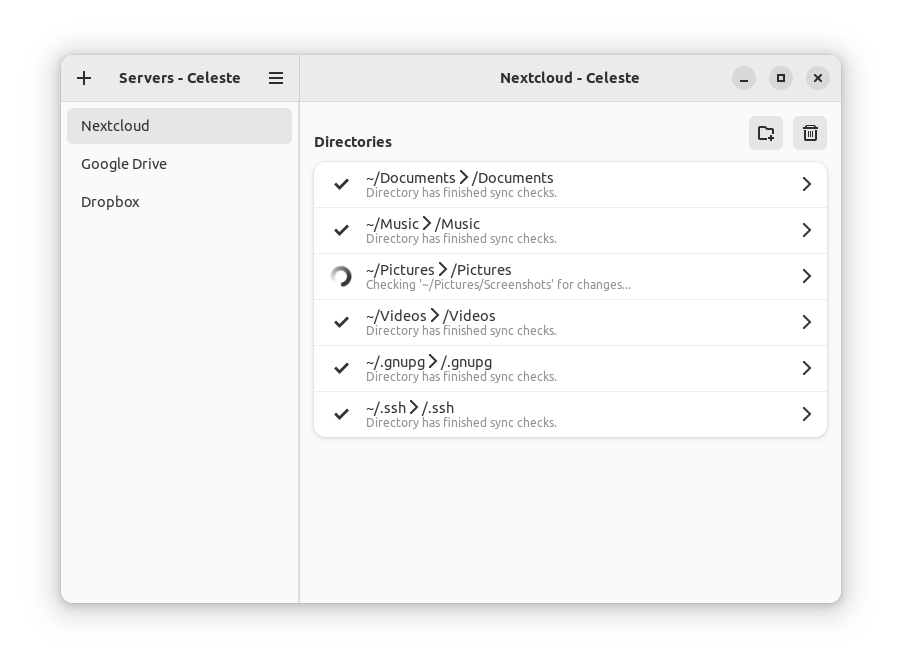 Servers - Celeste
Nextcloud - Celeste
Nextcloud
Google Drive
Dropbox
Directories
~/Documents > /Documents
Directory has finished sync checks.
~/Music > /Music
Directory has finished sync checks.
~/Pictures > /Pictures
Checking '~/Pictures/Screenshots' for changes...
~/Videos > /Videos
Directory has finished sync checks.
~/.gnupg > /.gnupg
Directory has finished sync checks.
~/.ssh > /.ssh
Directory has finished sync checks.